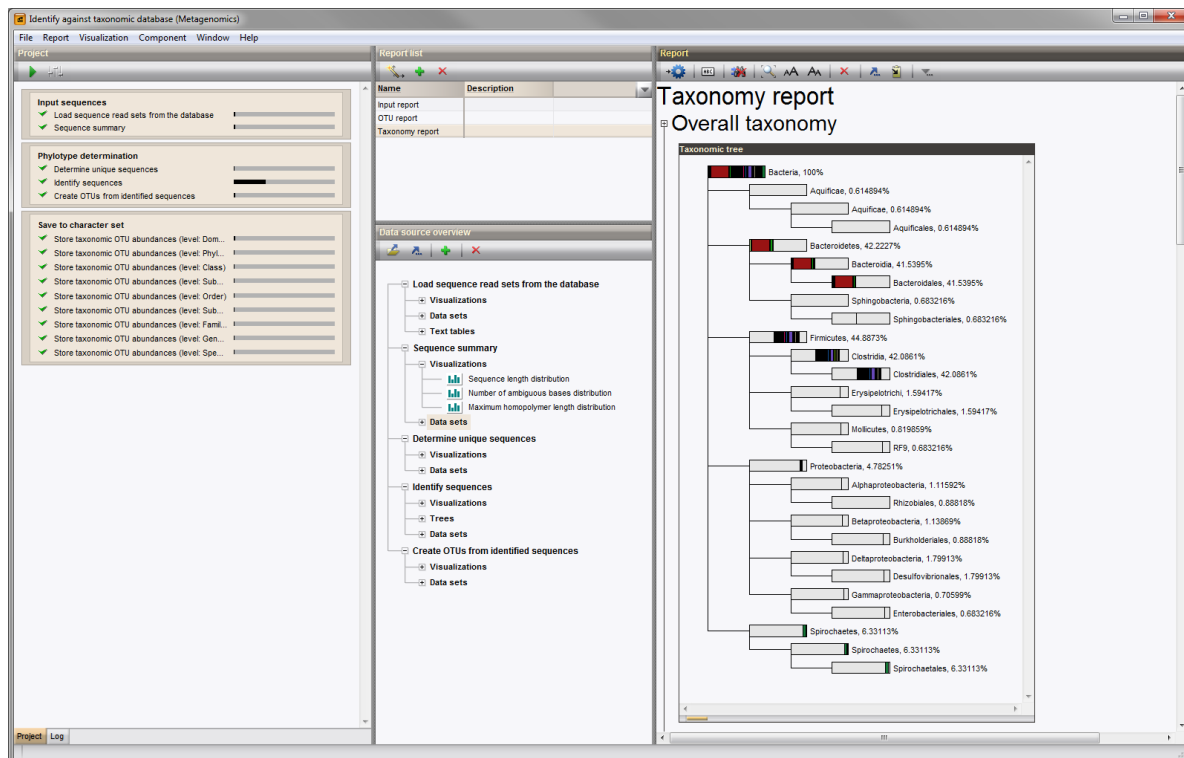 Identify against taxonomic database (Metagenomics)
File Report Visualization Component Window Help
Project
Input sequences
Load sequence read sets from the database
Sequence summary
Phylotype determination
Determine unique sequences
Identify sequences
Create OTUs from identified sequences
Save to character set
Store taxonomic OTU abundances (level: Dom...
Store taxonomic OTU abundances (level: Phyl...
Store taxonomic OTU abundances (level: Class)
Store taxonomic OTU abundances (level: Sub...
Store taxonomic OTU abundances (level: Order)
Store taxonomic OTU abundances (level: Sub...
Store taxonomic OTU abundances (level: Famil...
Store taxonomic OTU abundances (level: Gen...
Store taxonomic OTU abundances (level: Spe...
Project Log
Report list
Name Description
Input report
OTU report
Taxonomy report
Data source overview
Load sequence read sets from the database
Visualizations
Data sets
Text tables
Sequence summary
Visualizations
Sequence length distribution
Number of ambiguous bases distribution
Maximum homopolymer length distribution
Data sets
Determine unique sequences
Visualizations
Data sets
Identify sequences
Visualizations
Trees
Data sets
Create OTUs from identified sequences
Visualizations
Data sets
Report
ABC
AA AA
Taxonomy report
Overall taxonomy
Taxonomic tree
Bacteria, 100%
Aquificae, 0.614894%
Aquificae, 0.614894%
Aquificales, 0.614894%
Bacteroidetes, 42.2227%
Bacteroidia, 41.5395%
Bacteroidales, 41.5395%
Sphingobacteria, 0.683216%
Sphingobacteriales, 0.683216%
Firmicutes, 44.8873%
Clostridia, 42.0861%
Clostridiales, 42.0861%
Erysipelotrichi, 1.59417%
Erysipelotrichales, 1.59417%
Mollicutes, 0.819859%
RF9, 0.683216%
Proteobacteria, 4.78251%
Alphaproteobacteria, 1.11592%
Rhizobiales, 0.88818%
Betaproteobacteria, 1.13869%
Burkholderiales, 0.88818%
Deltaproteobacteria, 1.79913%
Desulfovibrionales, 1.79913%
Gammaproteobacteria, 0.70599%
Enterobacteriales, 0.683216%
Spirochaetes, 6.33113%
Spirochaetes, 6.33113%
Spirochaetales, 6.33113%